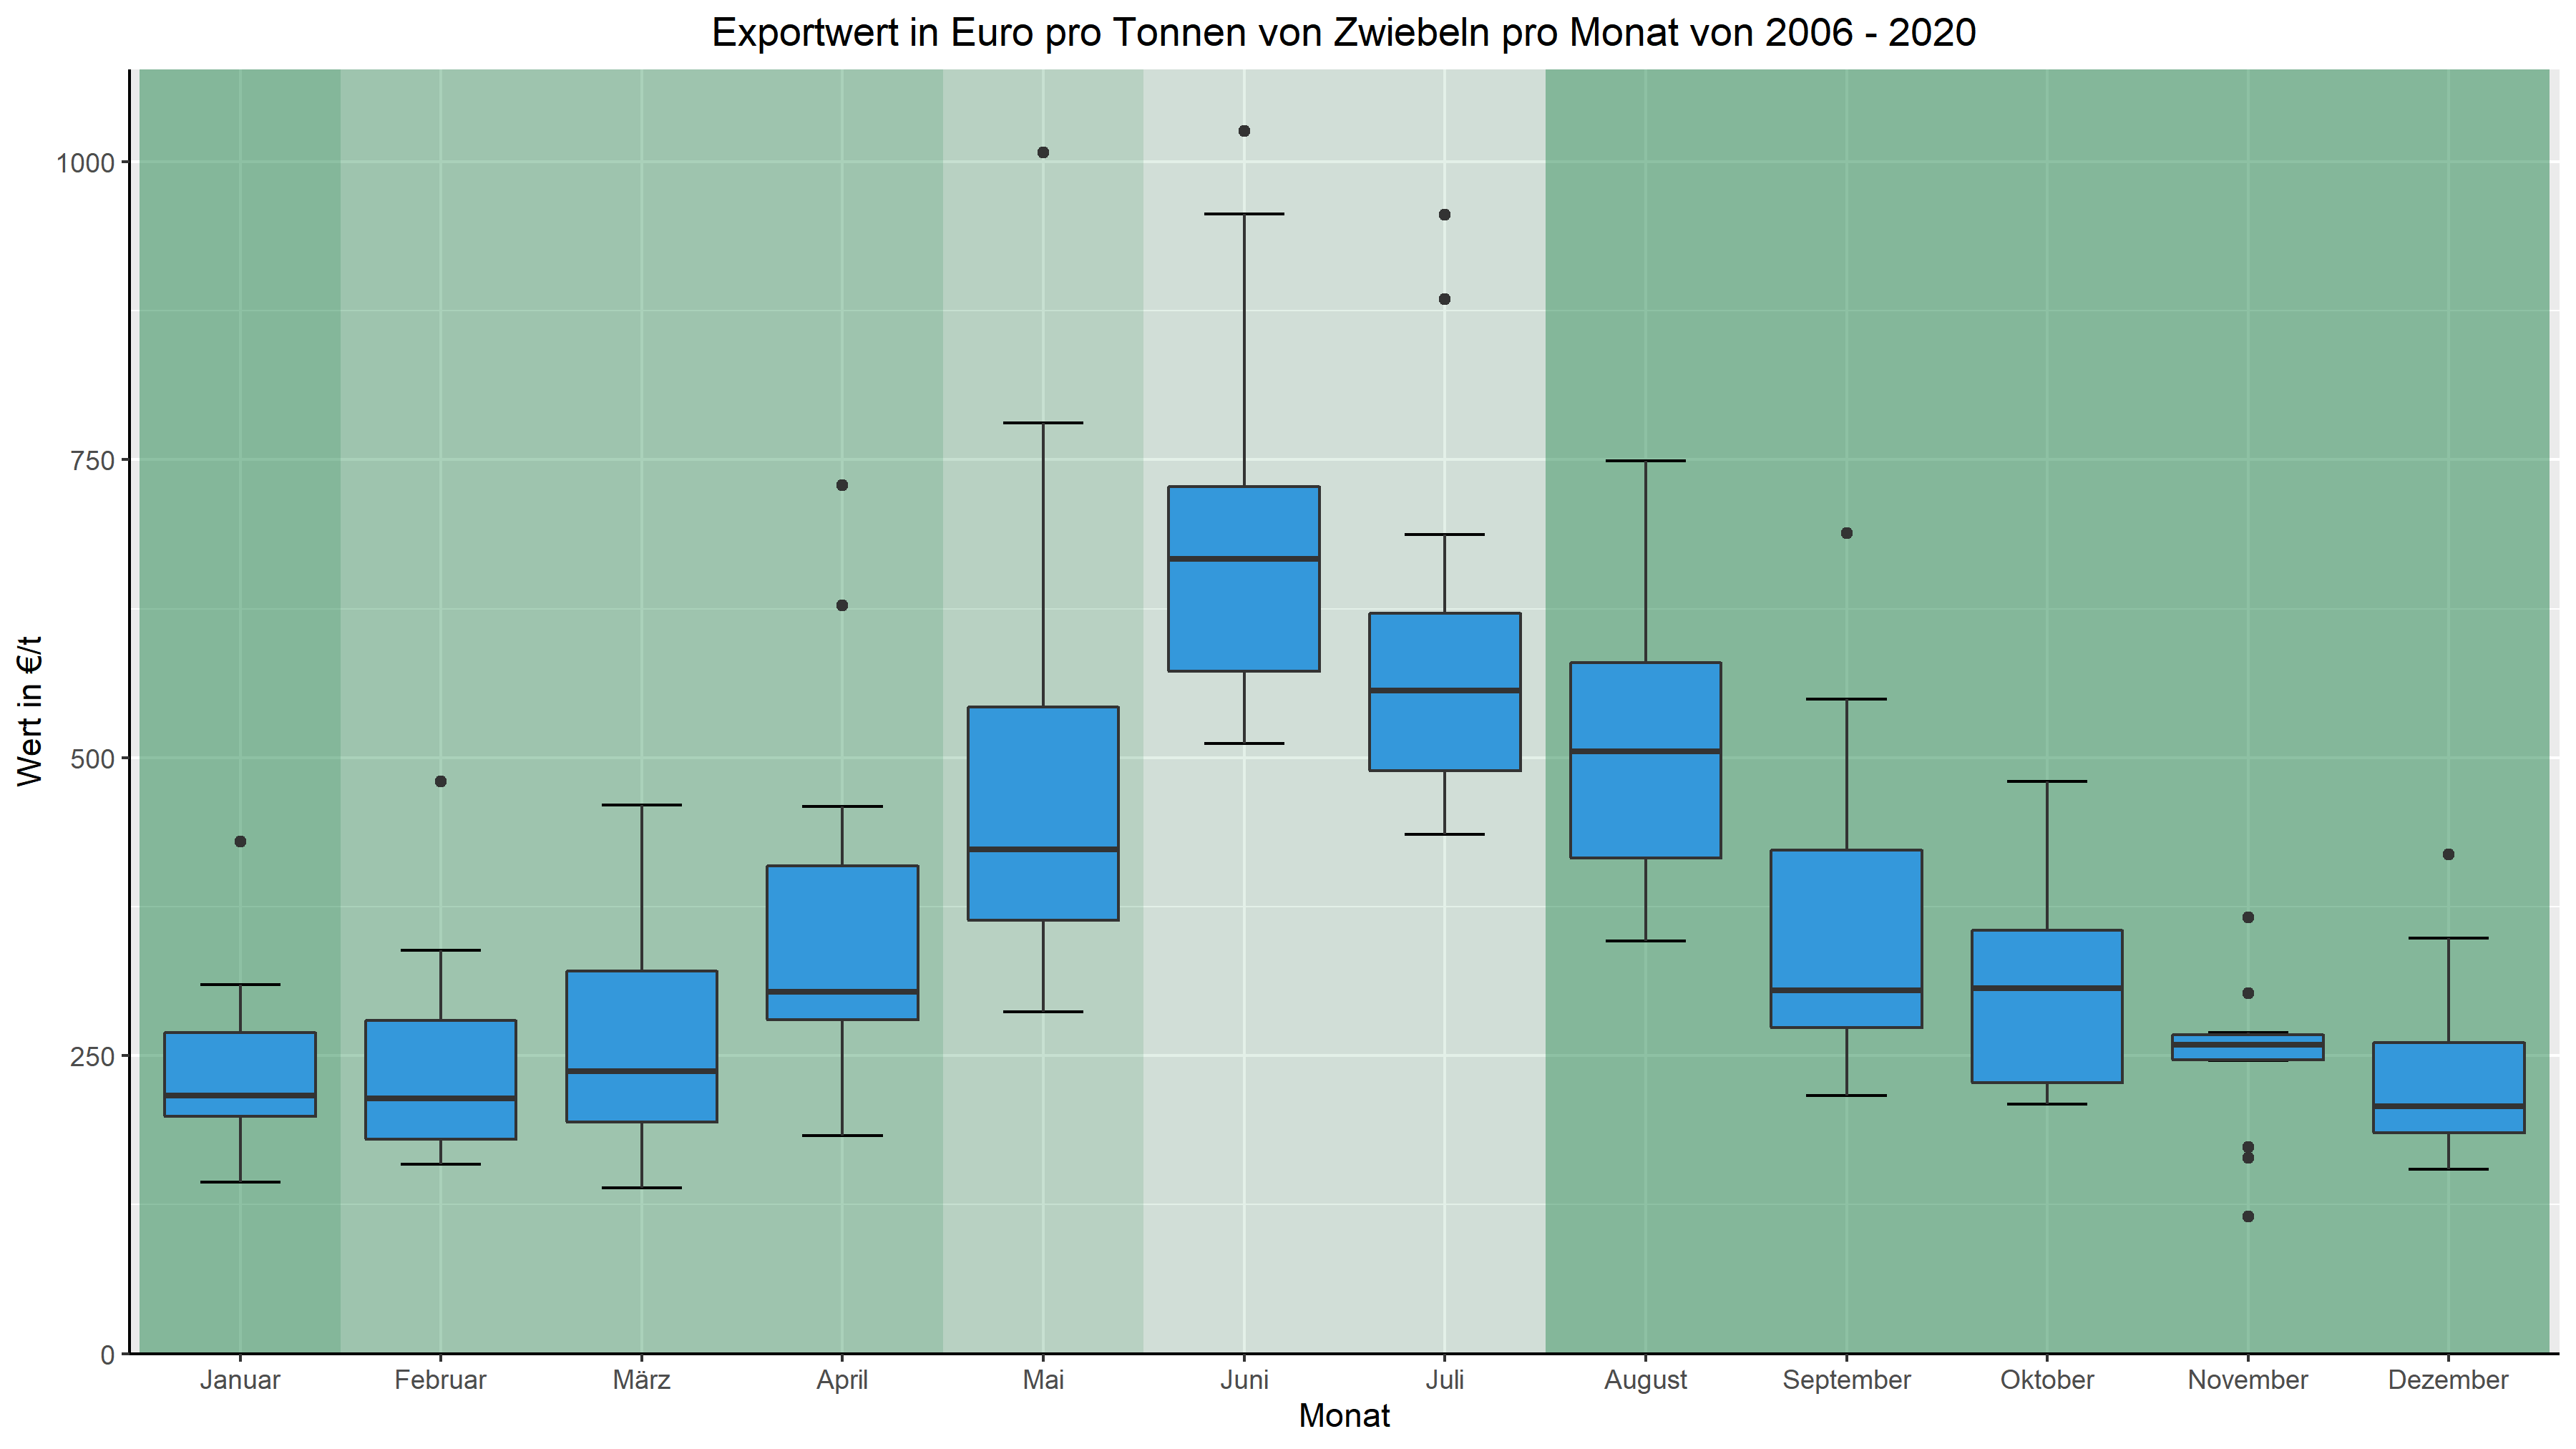 Exportwert in Euro pro Tonnen von Zwiebeln pro Monat von 2006 - 2020
Wert in €/t
1000
750
500
250
0
Januar Februar März April Mai Juni Juli August September Oktober November Dezember
Monat